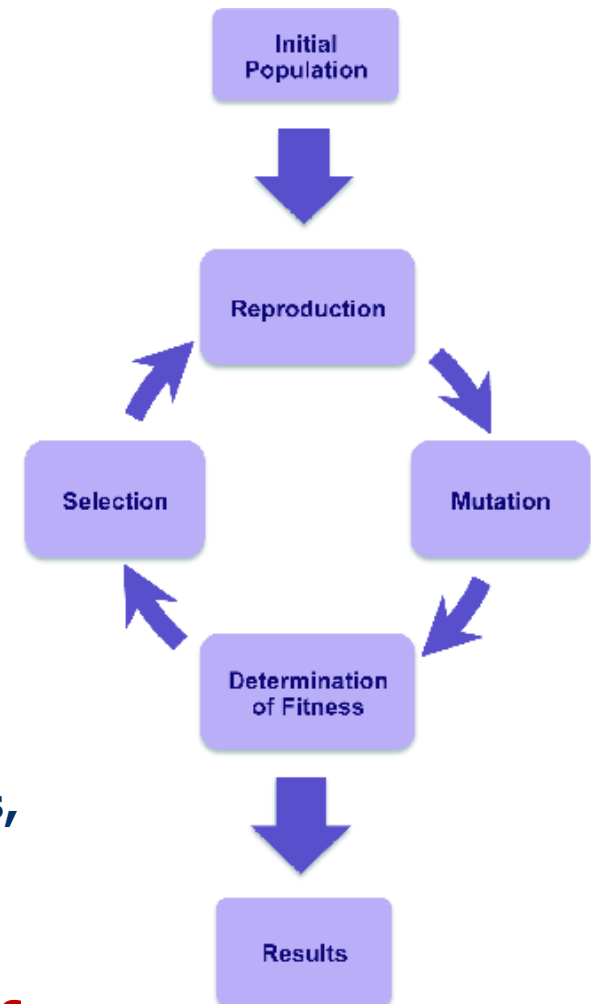 Initial
Population
Reproduction
Selection
Mutation
Determination
of Fitness
Results